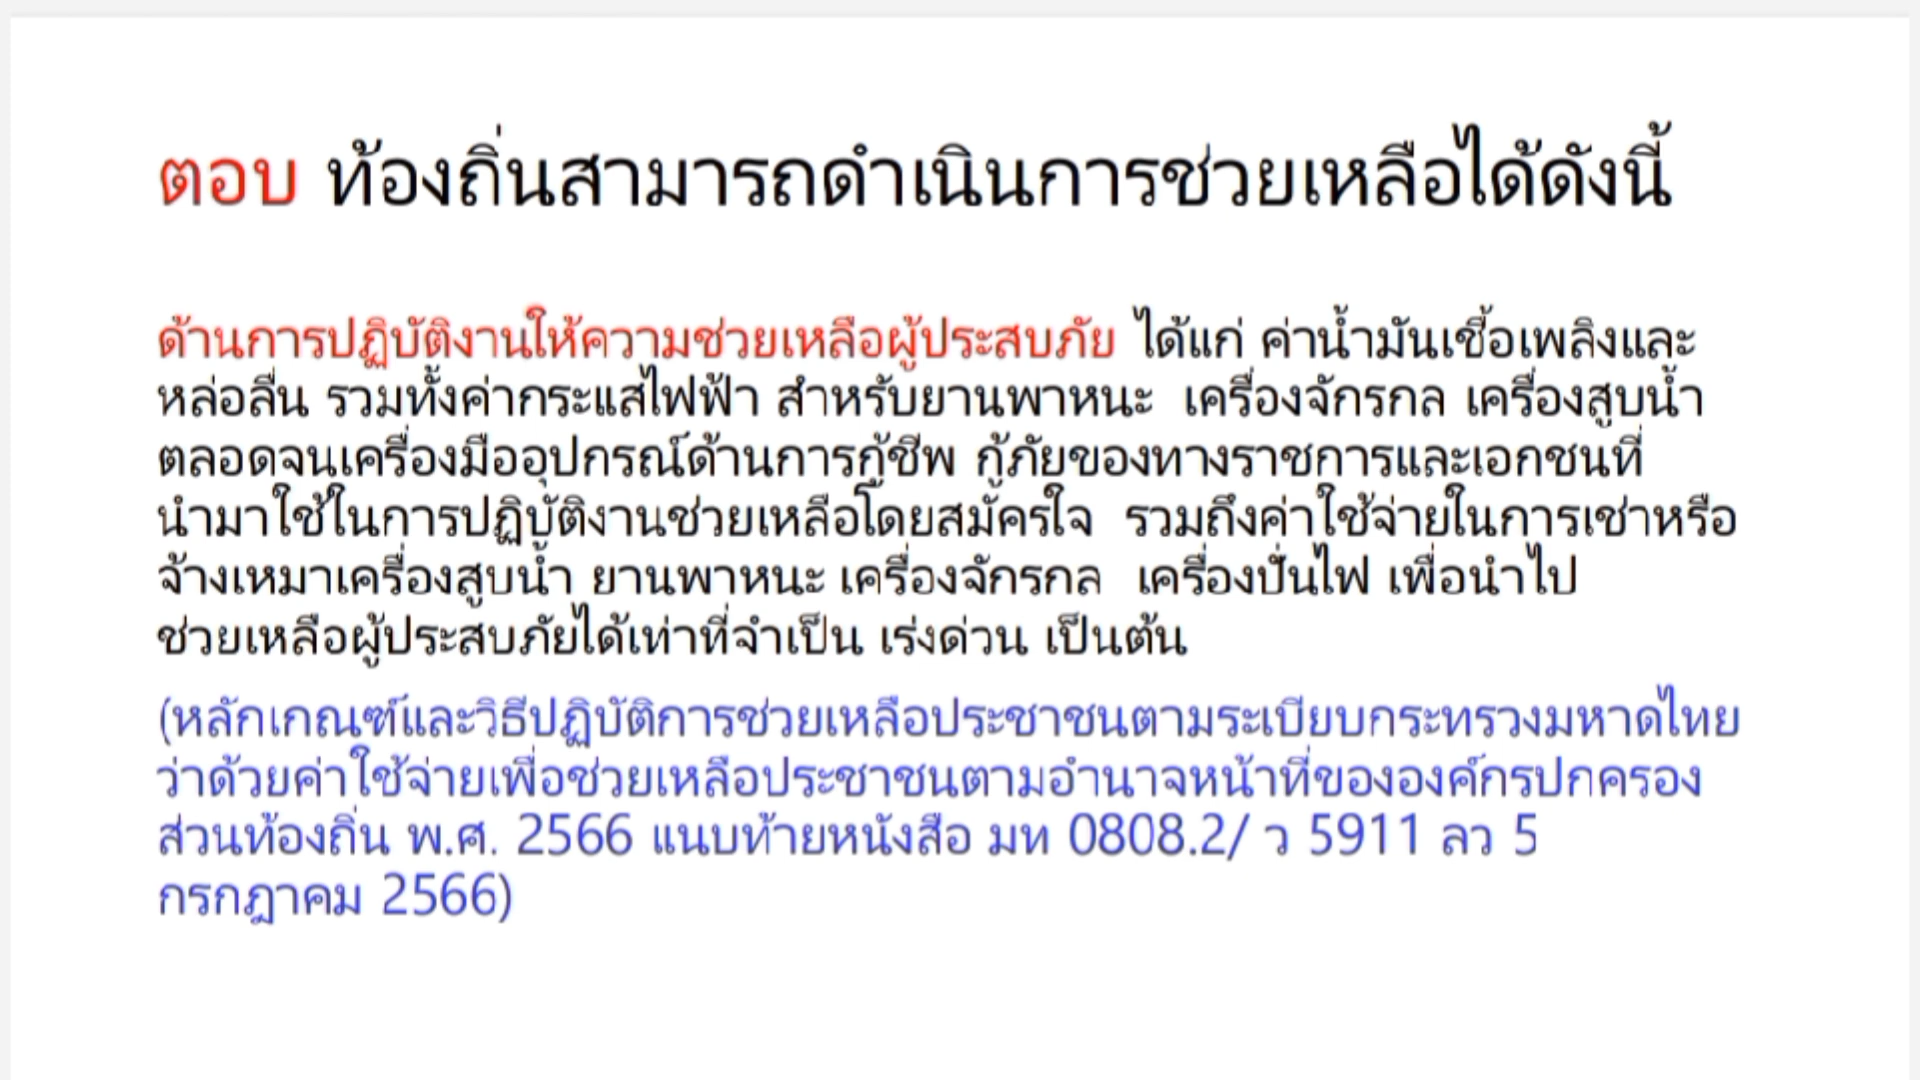 ตอบ ท้องถิ่นสามารถดำเนินการช่วยเหลือได้ดังนี้
ด้านการปฏิบัติงานให้ความช่วยเหลือผู้ประสบภัย ได้แก่ ค่าน้ำมันเชื้อเพลิงและ
หล่อลื่น รวมทั้งค่ากระแสไฟฟ้า สำหรับยานพาหนะ เครื่องจักรกล เครื่องสูบน้ำ
ตลอดจนเครื่องมืออุปกรณ์ด้านการกู้ชีพ กู้ภัยของทางราชการและเอกชนที่
นำมาใช้ในการปฏิบัติงานช่วยเหลือโดยสมัครใจ รวมถึงค่าใช้จ่ายในการเช่าหรือ
จ้างเหมาเครื่องสูบน้ำ ยานพาหนะ เครื่องจักรกล เครื่องปั่นไฟ เพื่อนำไป
ช่วยเหลือผู้ประสบภัยได้เท่าที่จำเป็น เร่งด่วน เป็นต้น
(หลักเกณฑ์และวิธีปฏิบัติการช่วยเหลือประชาชนตามระเบียบกระทรวงมหาดไทย
ว่าด้วยค่าใช้จ่ายเพื่อช่วยเหลือประชาชนตามอำนาจหน้าที่ขององค์กรปกครอง
ส่วนท้องถิ่น พ.ศ. 2566 แนบท้ายหนังสือ มท 0808.2/ ว 5911 ลว 5
กรกฎาคม 2566)